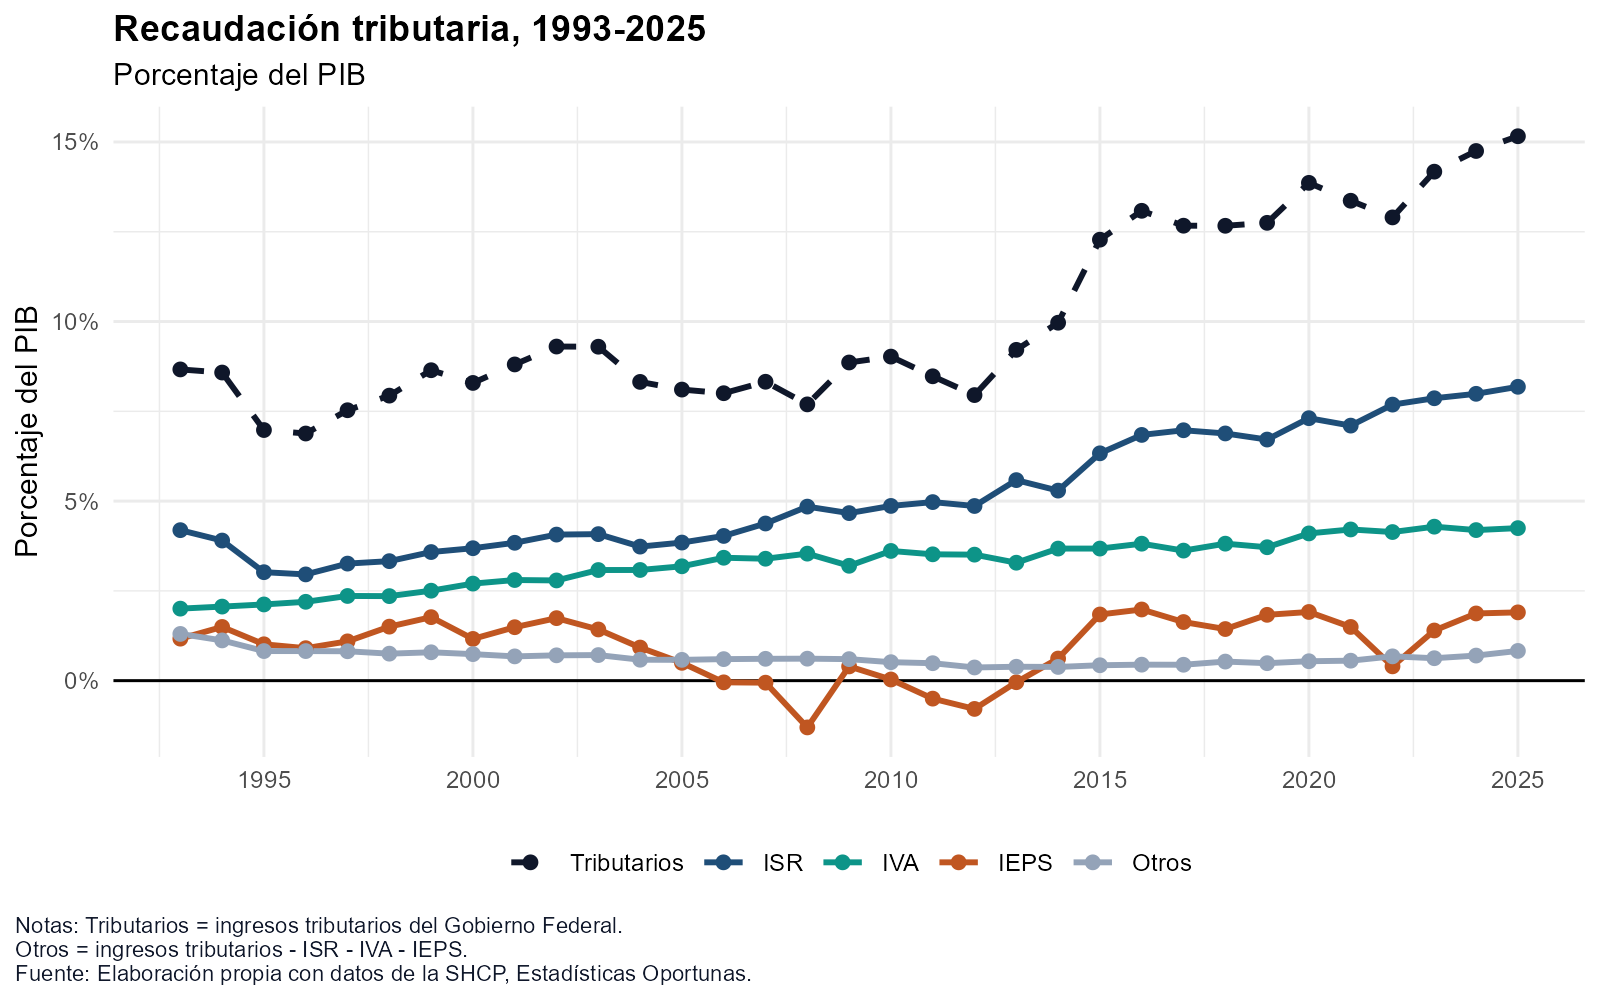 Recaudación tributaria, 1993-2025
Porcentaje del PIB
Porcentaje del PIB
15%
10%
5%
0%
1995 2000 2005 2010 2015 2020 2025
Tributarios ISR IVA IEPS Otros
Notas: Tributarios = ingresos tributarios del Gobierno Federal.
Otros = ingresos tributarios - ISR - IVA - IEPS.
Fuente: Elaboración propia con datos de la SHCP, Estadísticas Oportunas.